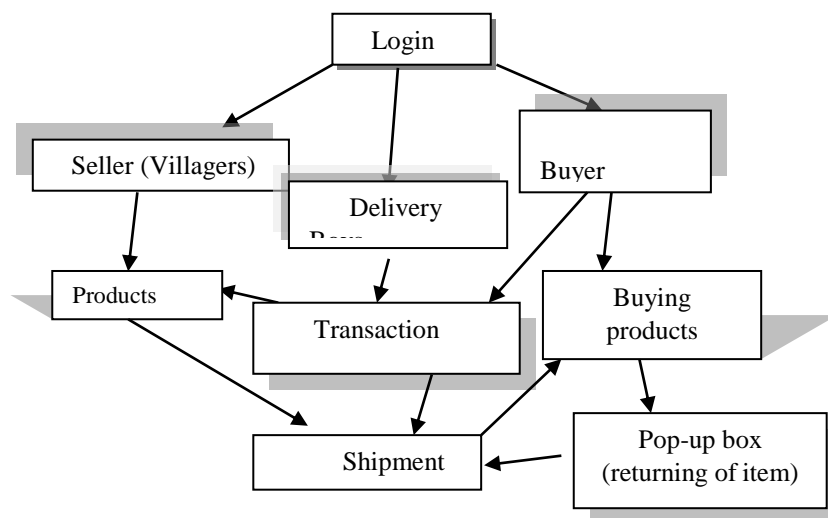 Login
Seller (Villagers)
Buyer
Delivery
Products
Buying
products
Transaction
Pop-up box
(returning of item)
Shipment